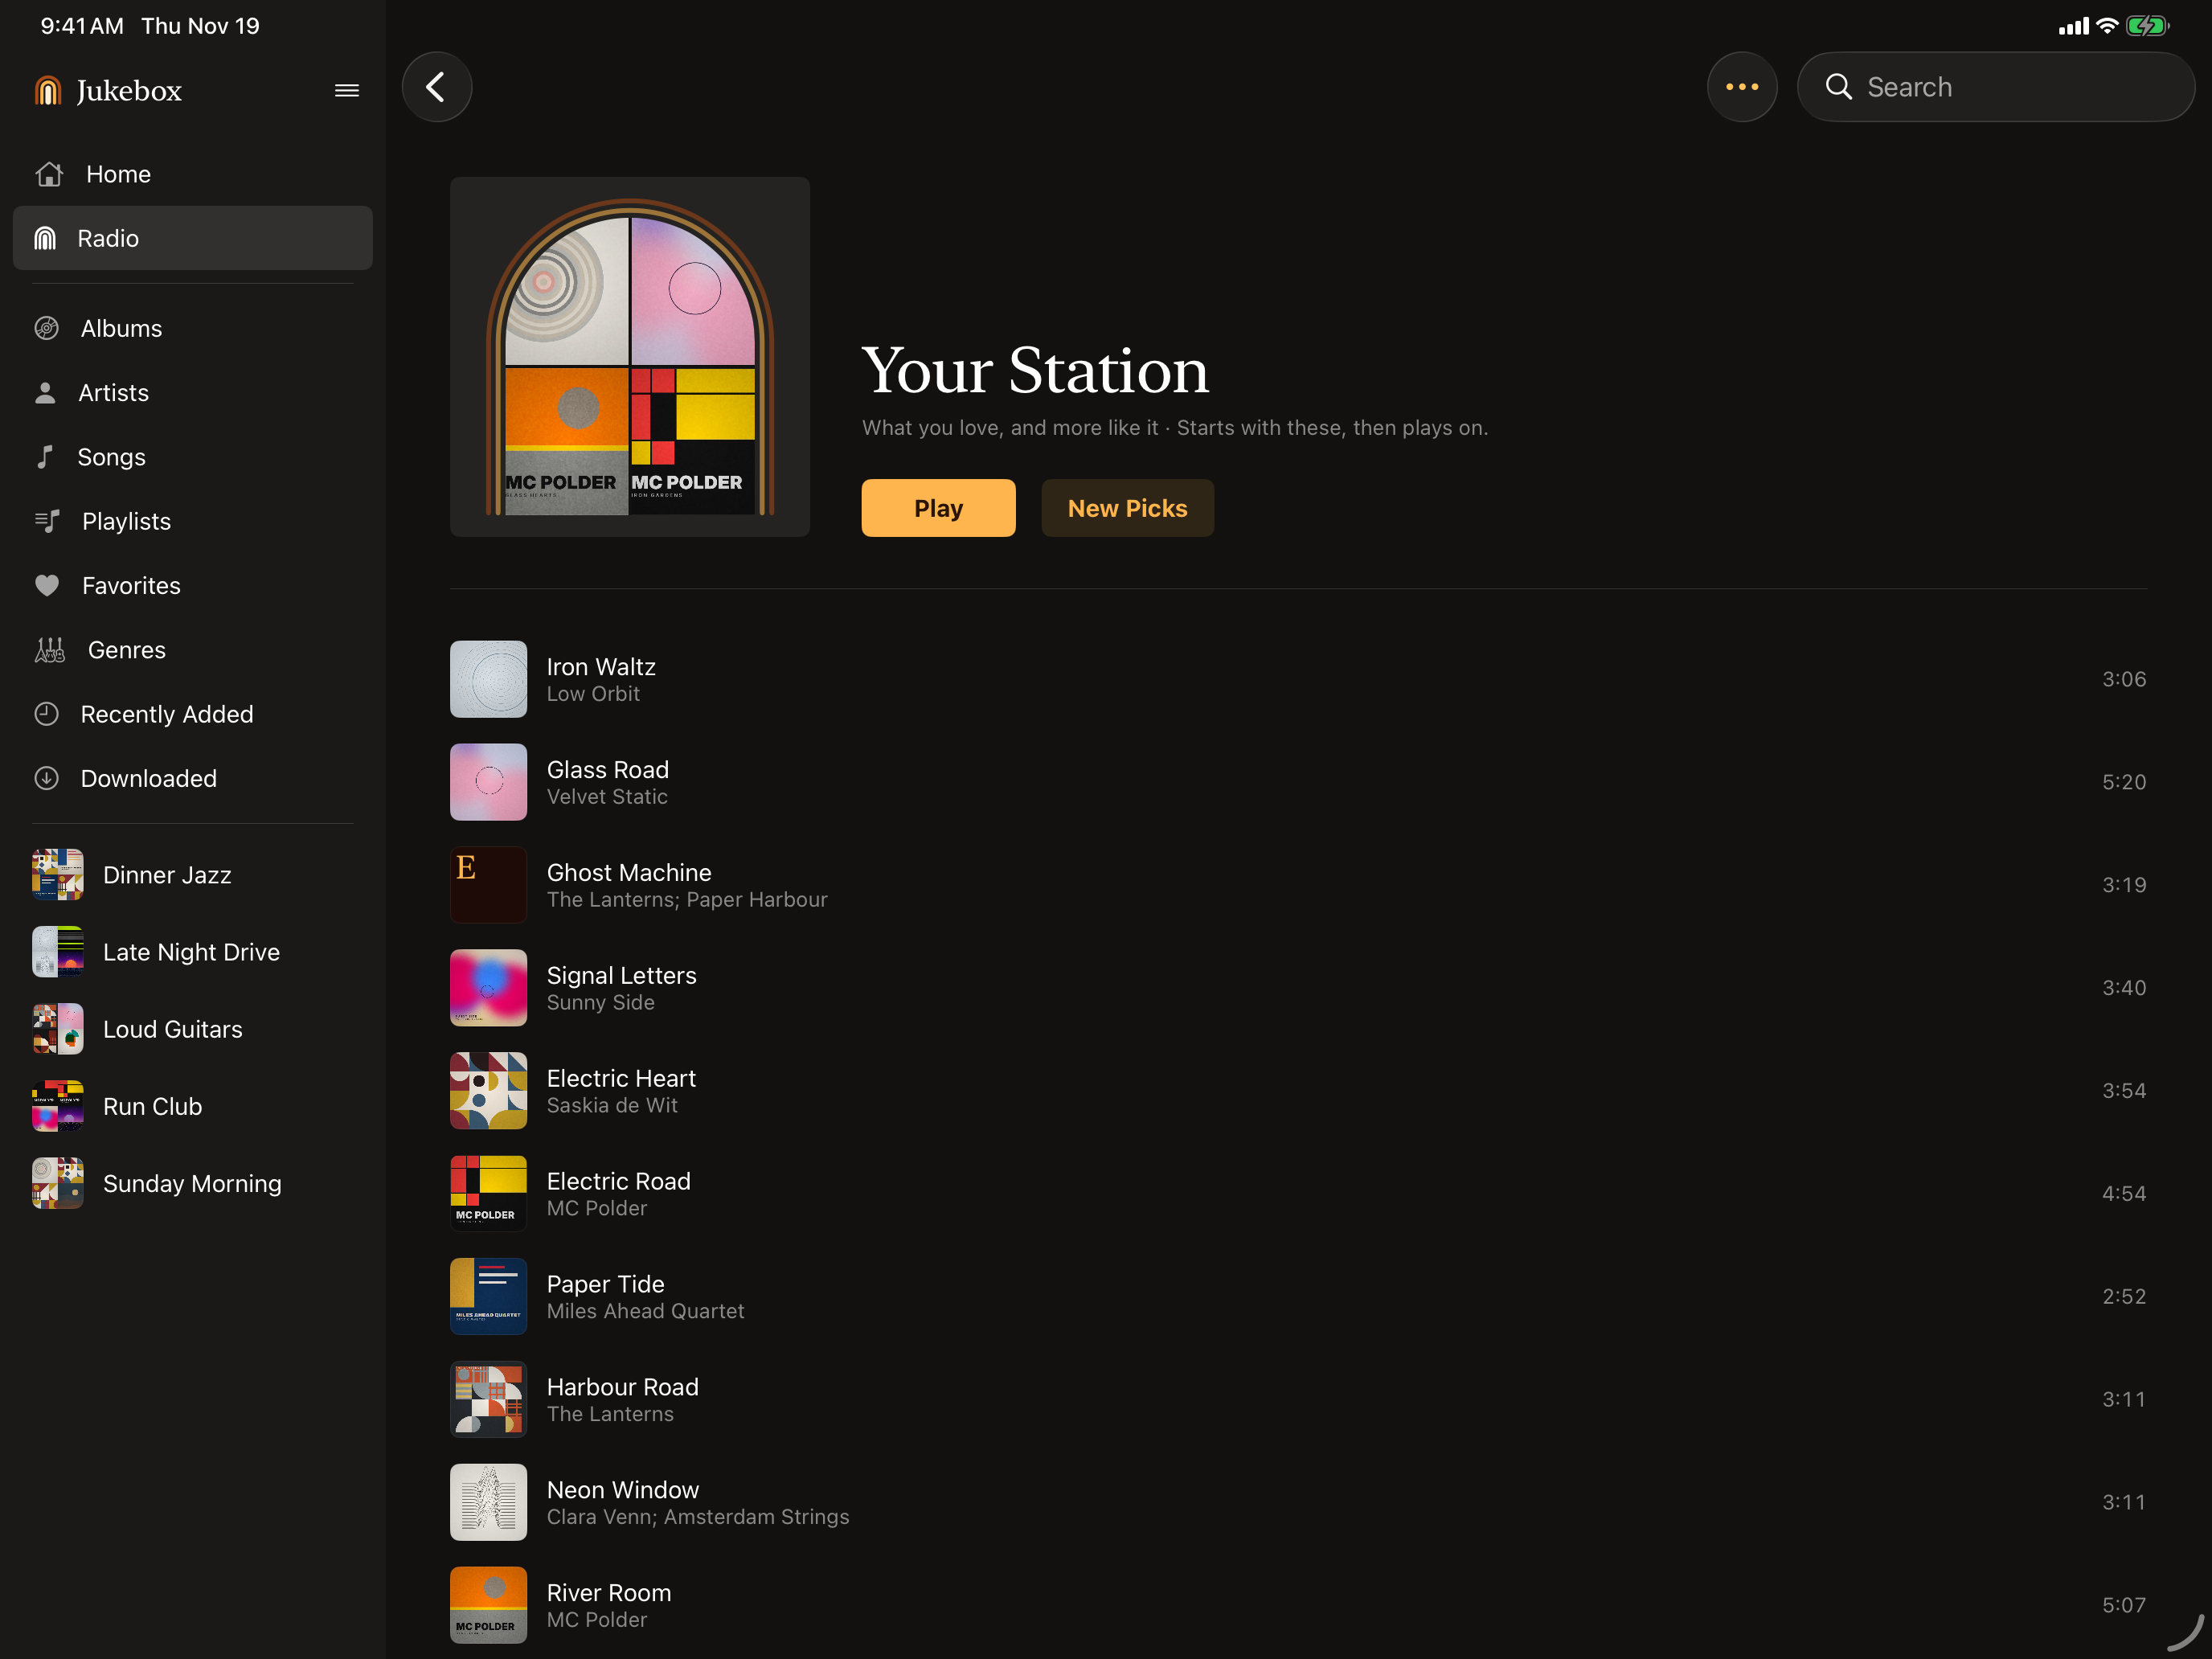 9:41 AM Thu Nov 19
Jukebox
Search
Home
Radio
Albums
Artists
Songs
Playlists
Favorites
Genres
Recently Added
Downloaded
Dinner Jazz
Late Night Drive
Loud Guitars
Run Club
Sunday Morning
MC POLDER
GLASS HEARTS
MC POLDER
IRON GARDENS
Your Station
What you love, and more like it · Starts with these, then plays on.
Play
New Picks
Iron Waltz
Low Orbit
3:06
Glass Road
Velvet Static
5:20
E
Ghost Machine
The Lanterns; Paper Harbour
3:19
Signal Letters
Sunny Side
3:40
Electric Heart
Saskia de Wit
3:54
MC POLDER
Electric Road
MC Polder
4:54
MILES AHEAD QUARTET
Paper Tide
Miles Ahead Quartet
2:52
Harbour Road
The Lanterns
3:11
Neon Window
Clara Venn; Amsterdam Strings
3:11
MC POLDER
River Room
MC Polder
5:07